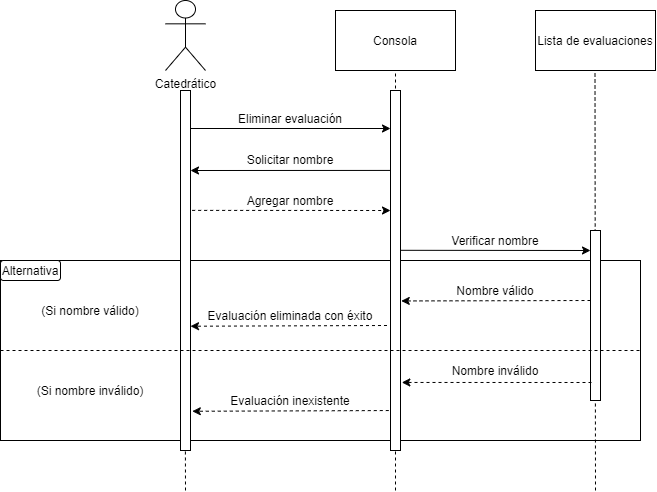 Catedrático
Consola
Lista de evaluaciones
Eliminar evaluación
Solicitar nombre
Agregar nombre
Verificar nombre
Alternativa
Nombre válido
(Si nombre válido)
Evaluación eliminada con éxito
Nombre inválido
(Si nombre inválido)
Evaluación inexistente